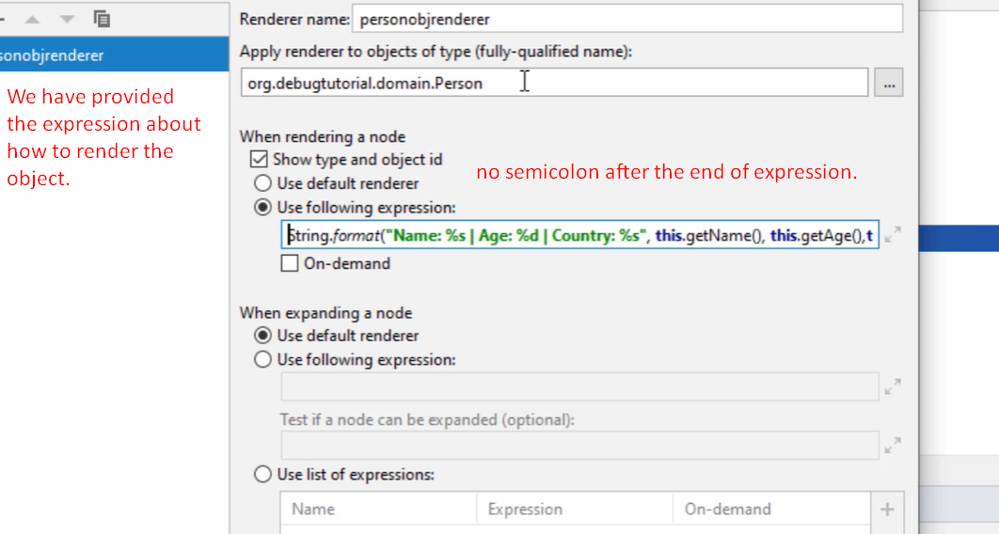 Renderer name: personobjrenderer
sonobjrenderer
Apply renderer to objects of type (fully-qualified name):
org.debugtutorial.domain.Person
...
We have provided
the expression about
how to render the
object.
When rendering a node
Show type and object id
no semicolon after the end of expression.
Use default renderer
Use following expression:
String.format("Name: %s | Age: %d | Country: %s", this.getName(), this.getAge(),t
On-demand
When expanding a node
Use default renderer
Use following expression:
Test if a node can be expanded (optional):
Use list of expressions:
Name Expression On-demand +